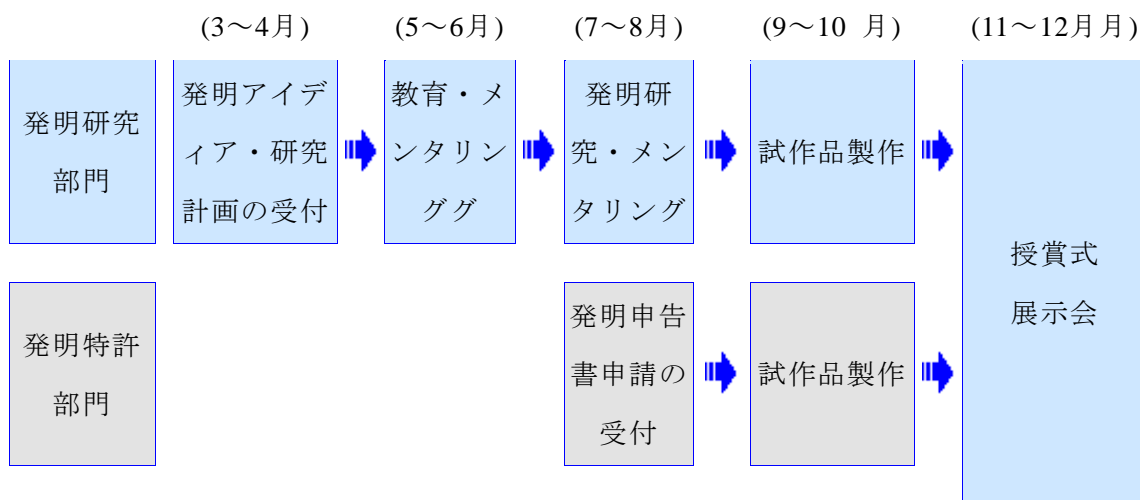 (3～4月)
(5～6月)
(7～8月)
(9～10 月)
(11～12月月)
発明研究
部門
発明アイデ
ィア・研究
計画の受付
教育・メ
ンタリン
ググ
発明研
究・メン
タリング
試作品製作
授賞式
展示会
発明特許
部門
発明申告
書申請の
受付
試作品製作